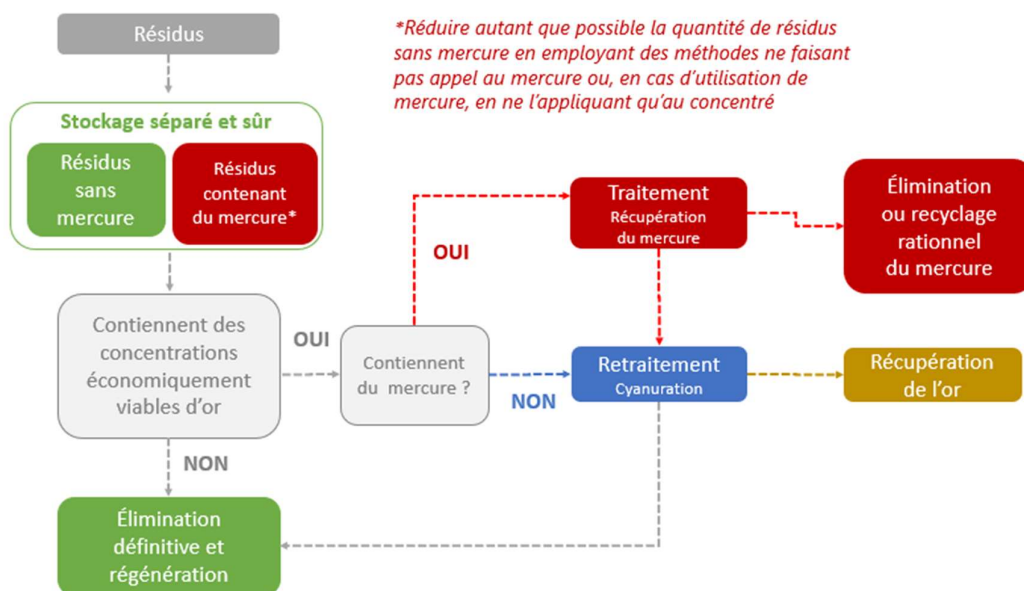 Résidus
*Réduire autant que possible la quantité de résidus
sans mercure en employant des méthodes ne faisant
pas appel au mercure ou, en cas d’utilisation de
mercure, en ne l’appliquant qu’au concentré
Stockage séparé et sûr
Résidus
sans
mercure
Résidus
contenant
du mercure*
Traitement
Récupération
du mercure
Élimination
ou recyclage
rationnel
du mercure
OUI
Contiennent des
concentrations
économiquement
viables d’or
OUI
Contiennent
du mercure ?
NON
Retraitement
Cyanuration
Récupération
de l’or
NON
Élimination
définitive et
régénération